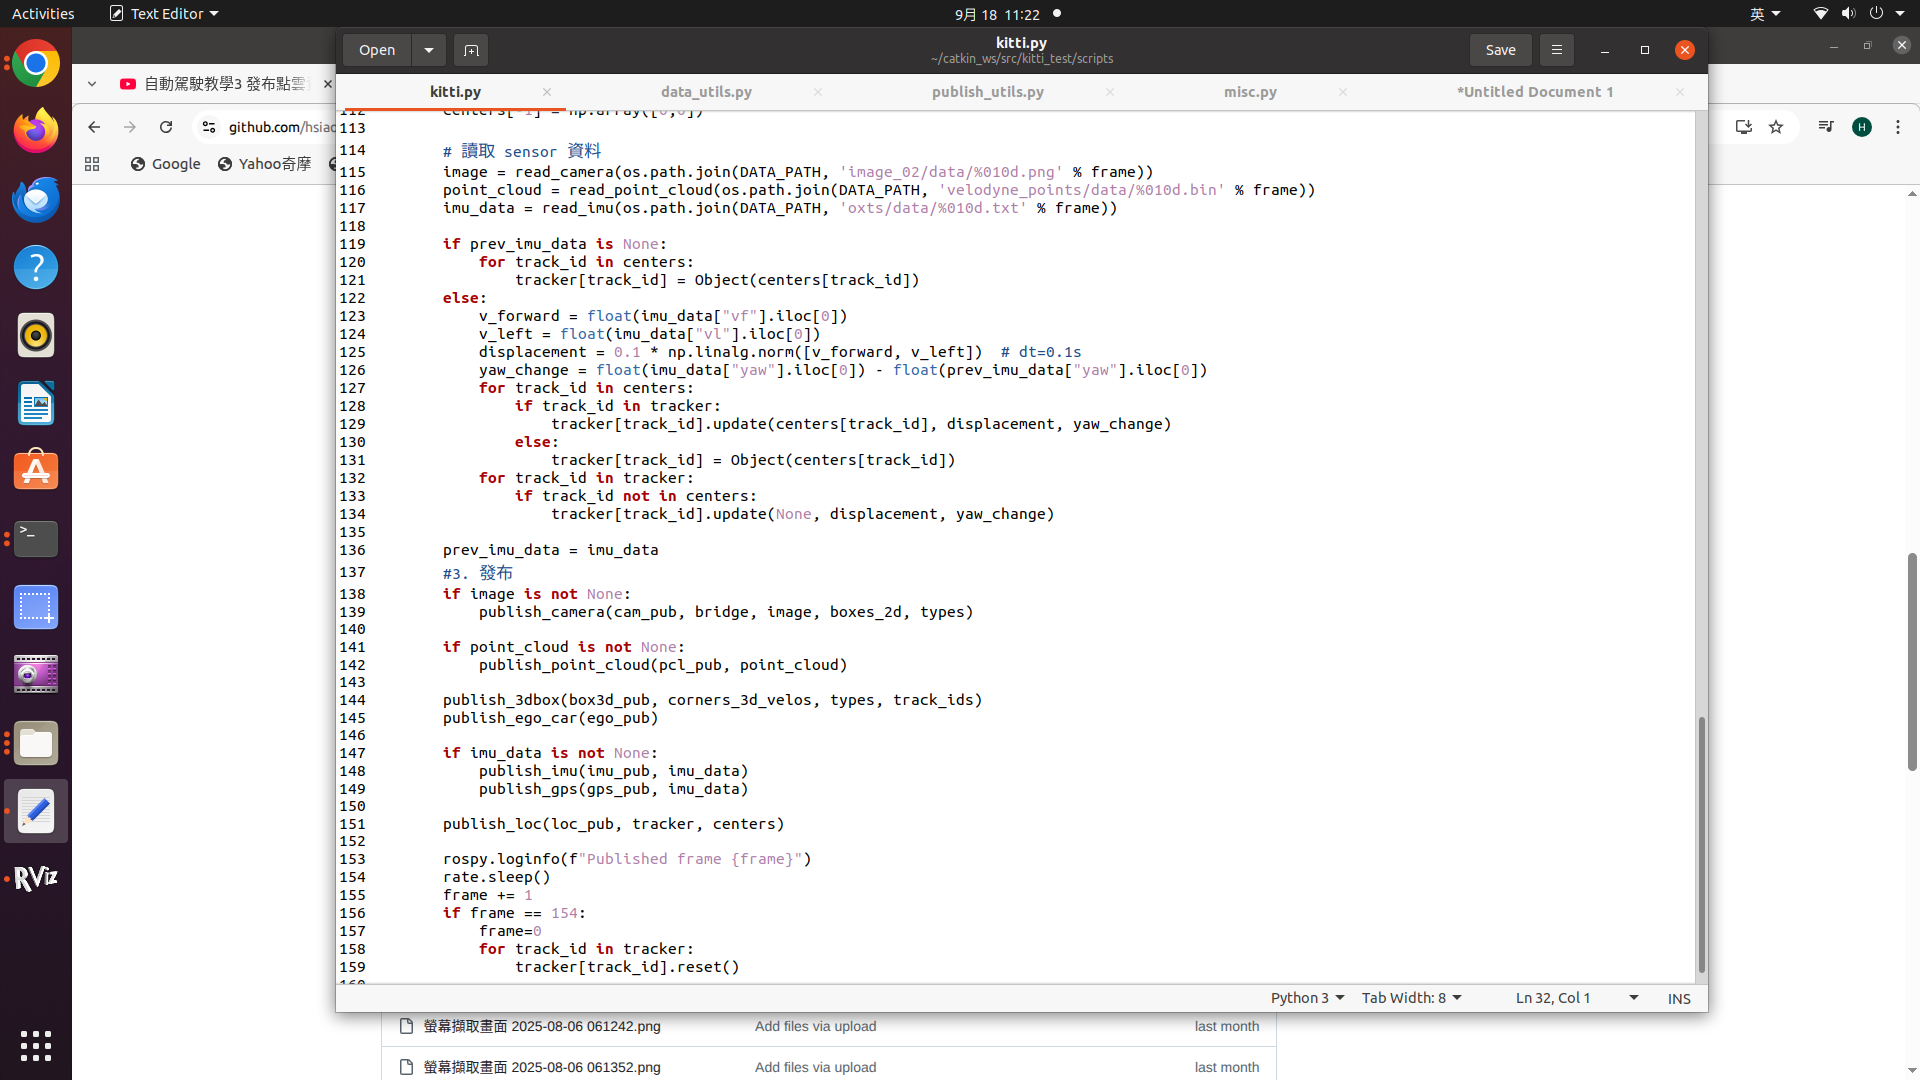 Activities
Text Editor
9月 18 11:22
英
Open
kitti.py
~/catkin_ws/src/kitti_test/scripts
Save
自動駕駛教學3 發布點雲
kitti.py
data_utils.py
publish_utils.py
misc.py
*Untitled Document 1
github.com/hsiao
H
Google
Yahoo奇摩
112 centers[-1] = np.array([0,0])
113
114 # 讀取 sensor 資料
115 image = read_camera(os.path.join(DATA_PATH, 'image_02/data/%010d.png' % frame))
116 point_cloud = read_point_cloud(os.path.join(DATA_PATH, 'velodyne_points/data/%010d.bin' % frame))
117 imu_data = read_imu(os.path.join(DATA_PATH, 'oxts/data/%010d.txt' % frame))
118
119 if prev_imu_data is None:
120 for track_id in centers:
121 tracker[track_id] = Object(centers[track_id])
122 else:
123 v_forward = float(imu_data["vf"].iloc[0])
124 v_left = float(imu_data["vl"].iloc[0])
125 displacement = 0.1 * np.linalg.norm([v_forward, v_left])  # dt=0.1s
126 yaw_change = float(imu_data["yaw"].iloc[0]) - float(prev_imu_data["yaw"].iloc[0])
127 for track_id in centers:
128 if track_id in tracker:
129 tracker[track_id].update(centers[track_id], displacement, yaw_change)
130 else:
131 tracker[track_id] = Object(centers[track_id])
132 for track_id in tracker:
133 if track_id not in centers:
134 tracker[track_id].update(None, displacement, yaw_change)
135
136 prev_imu_data = imu_data
137 #3. 發布
138 if image is not None:
139 publish_camera(cam_pub, bridge, image, boxes_2d, types)
140
141 if point_cloud is not None:
142 publish_point_cloud(pcl_pub, point_cloud)
143
144 publish_3dbox(box3d_pub, corners_3d_velos, types, track_ids)
145 publish_ego_car(ego_pub)
146
147 if imu_data is not None:
148 publish_imu(imu_pub, imu_data)
149 publish_gps(gps_pub, imu_data)
150
151 publish_loc(loc_pub, tracker, centers)
152
153 rospy.loginfo(f"Published frame {frame}")
154 rate.sleep()
155 frame += 1
156 if frame == 154:
157 frame=0
158 for track_id in tracker:
159 tracker[track_id].reset()
160
Python 3
Tab Width: 8
Ln 32, Col 1
INS
RViz
螢幕擷取畫面 2025-08-06 061242.png
Add files via upload
last month
螢幕擷取畫面 2025-08-06 061352.png
Add files via upload
last month